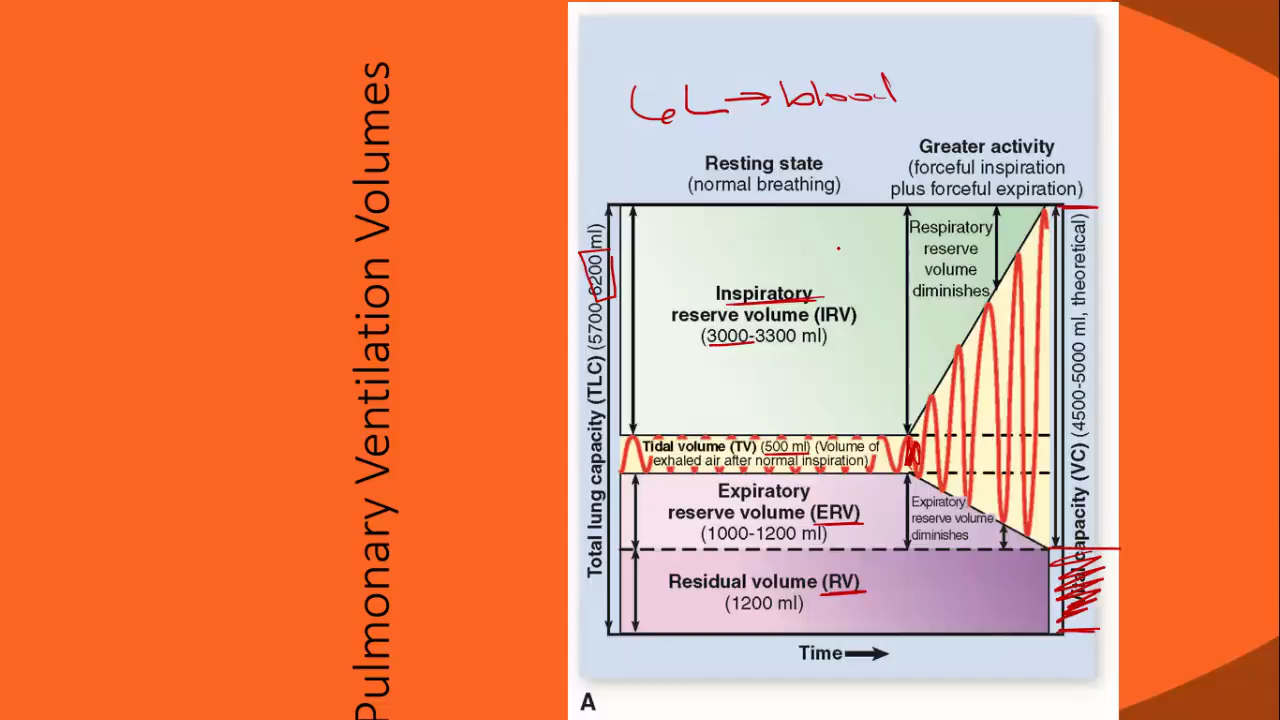 Pulmonary Ventilation Volumes
6L → blood
Resting state
(normal breathing)
Greater activity
(forceful inspiration
plus forceful expiration)
Total lung capacity (TLC) (5700-6200 ml)
Inspiratory
reserve volume (IRV)
(3000-3300 ml)
Respiratory
reserve
volume
diminishes
Tidal volume (TV) (500 ml) (Volume of
exhaled air after normal inspiration)
Expiratory
reserve volume (ERV)
(1000-1200 ml)
Expiratory
reserve volume
diminishes
Residual volume (RV)
(1200 ml)
Vital capacity (VC) (4500-5000 ml, theoretical)
Time
A